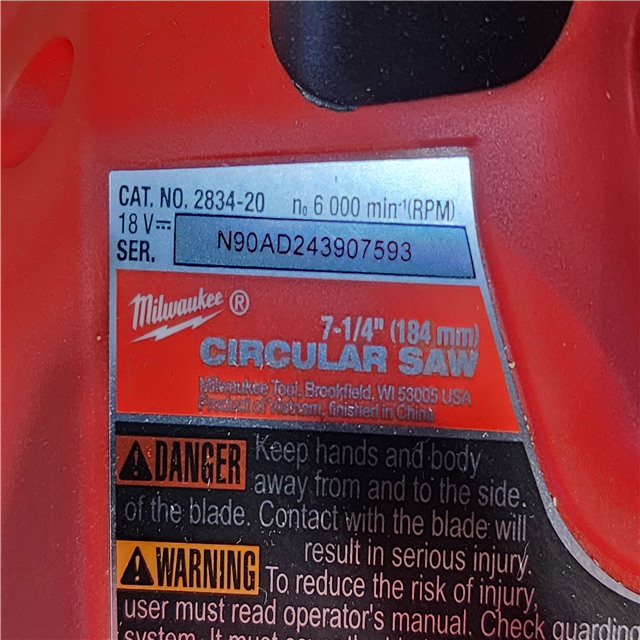 CAT. NO. 2834-20 n₀ 6 000 min⁻¹(RPM)
18 V⎓
SER. N90AD243907593
Milwaukee ®
7-1/4" (184 mm)
CIRCULAR SAW
Milwaukee Tool, Brookfield, WI 53005 USA
Product of Vietnam, finished in China
DANGER Keep hands and body
away from and to the side
of the blade. Contact with the blade will
result in serious injury.
WARNING To reduce the risk of injury,
user must read operator's manual. Check guarding
system. It must